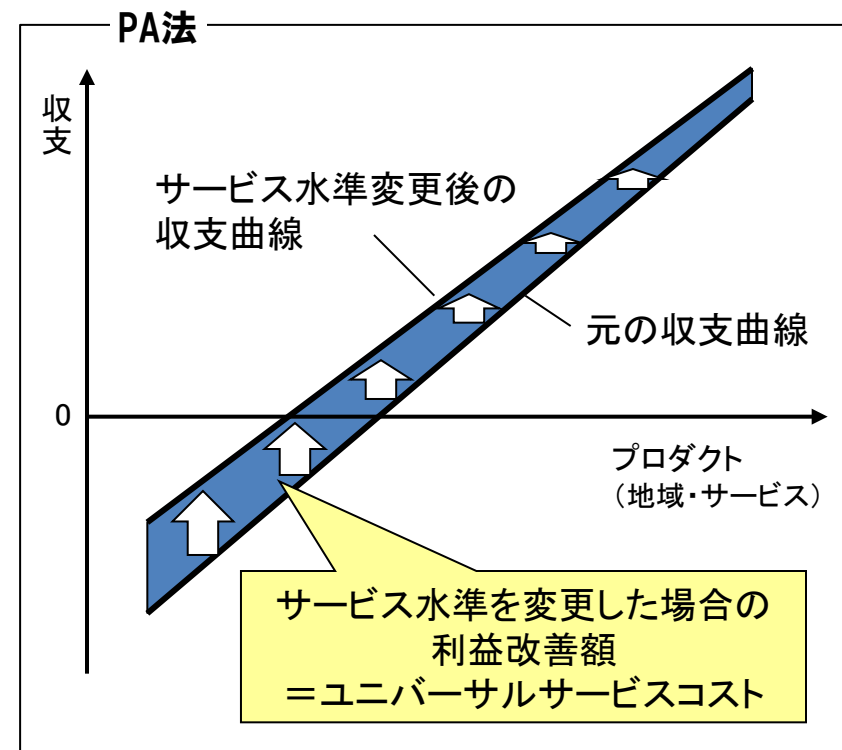 PA法
収支
サービス水準変更後の
収支曲線
元の収支曲線
0
プロダクト
（地域・サービス）
サービス水準を変更した場合の
利益改善額
＝ユニバーサルサービスコスト